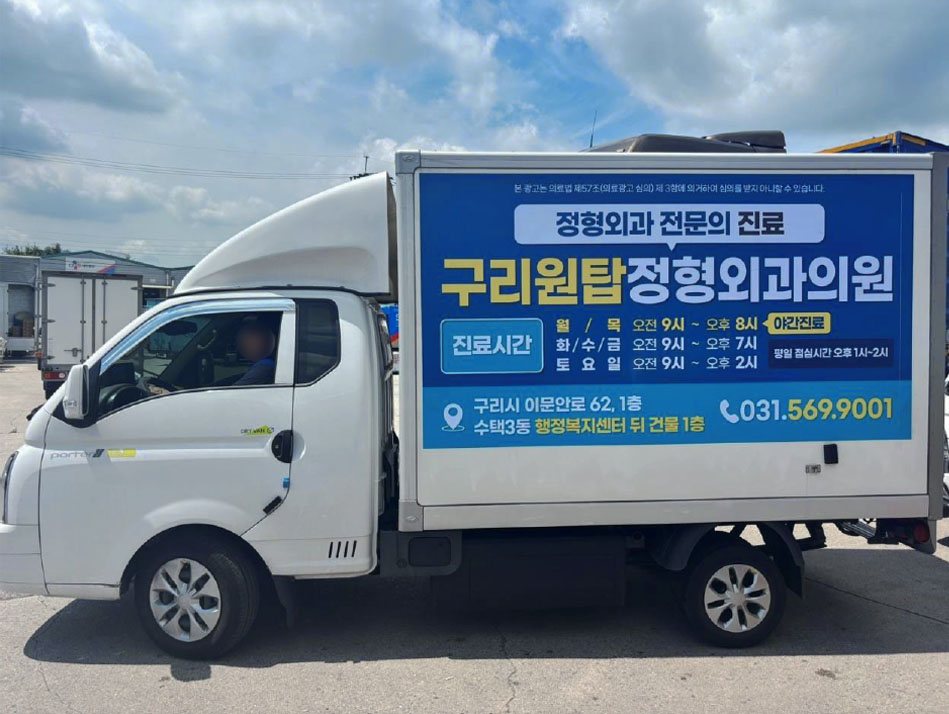 본 광고는 의료법 제57조(의료광고 심의) 제 3항에 의거하여 심의를 받지 아니할 수 있습니다.
정형외과 전문의 진료
구리원탑정형외과의원
진료시간
월 / 목 오전 9시 ~ 오후 8시 야간진료
화/수/금 오전 9시 ~ 오후 7시
토 요 일 오전 9시 ~ 오후 2시
평일 점심시간 오후 1시~2시
구리시 이문안로 62, 1층
수택3동 행정복지센터 뒤 건물 1층
031.569.9001
porter II